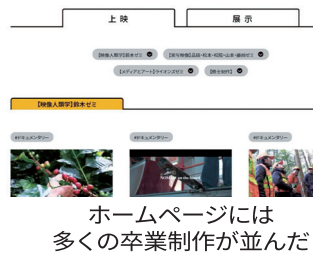 上映
展示
【映像人類学】鈴木ゼミ
【メディアとアート】ライオンズゼミ
【映像人類学】鈴木ゼミ
#ドキュメンタリー
#ドキュメンタリー
#ドキュメンタリー
ホームページには
多くの卒業制作が並んだ